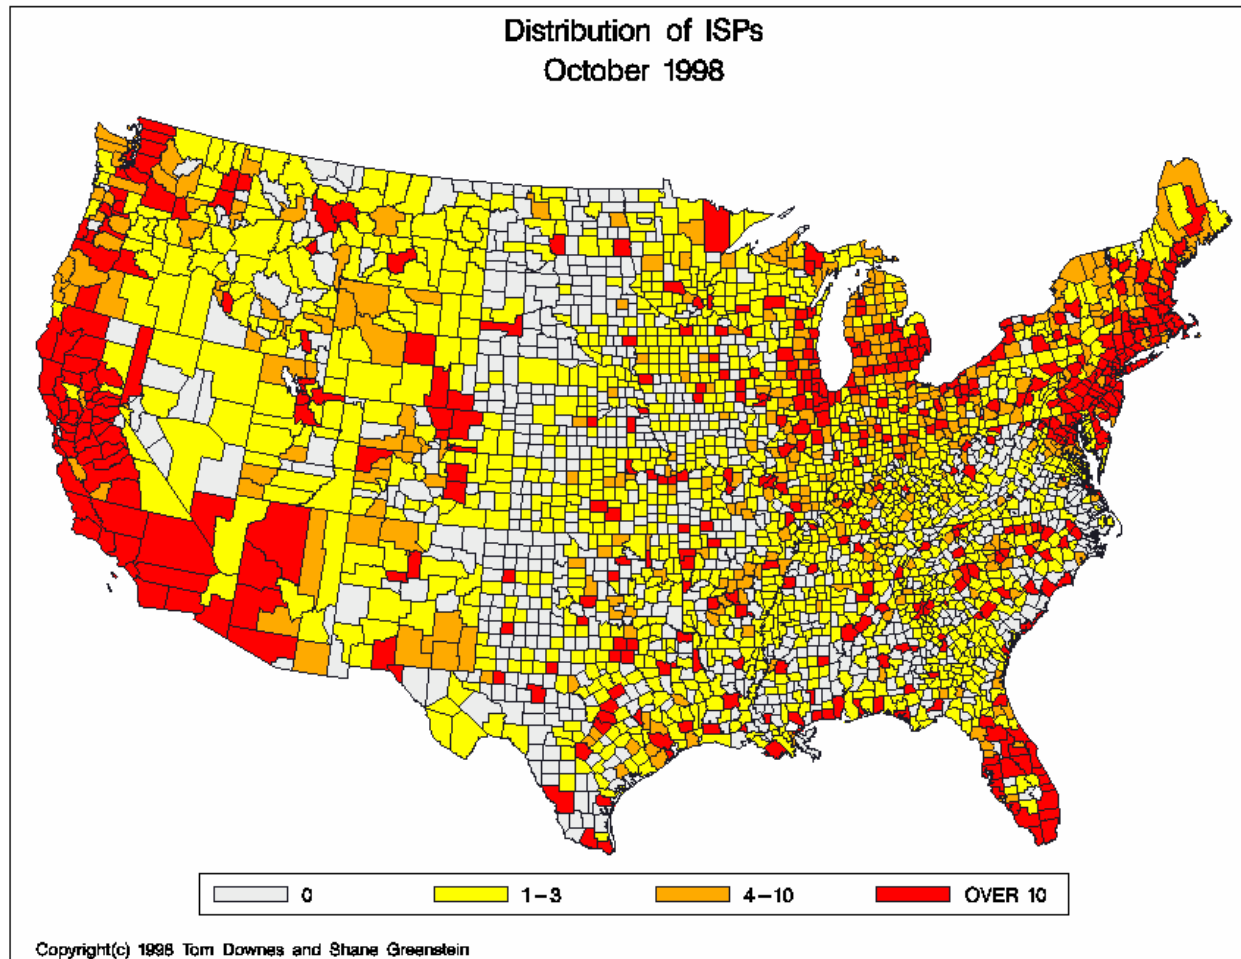 Distribution of ISPs
October 1998
0 1-3 4-10 OVER 10
Copyright(c) 1998 Tom Downes and Shane Greenstein